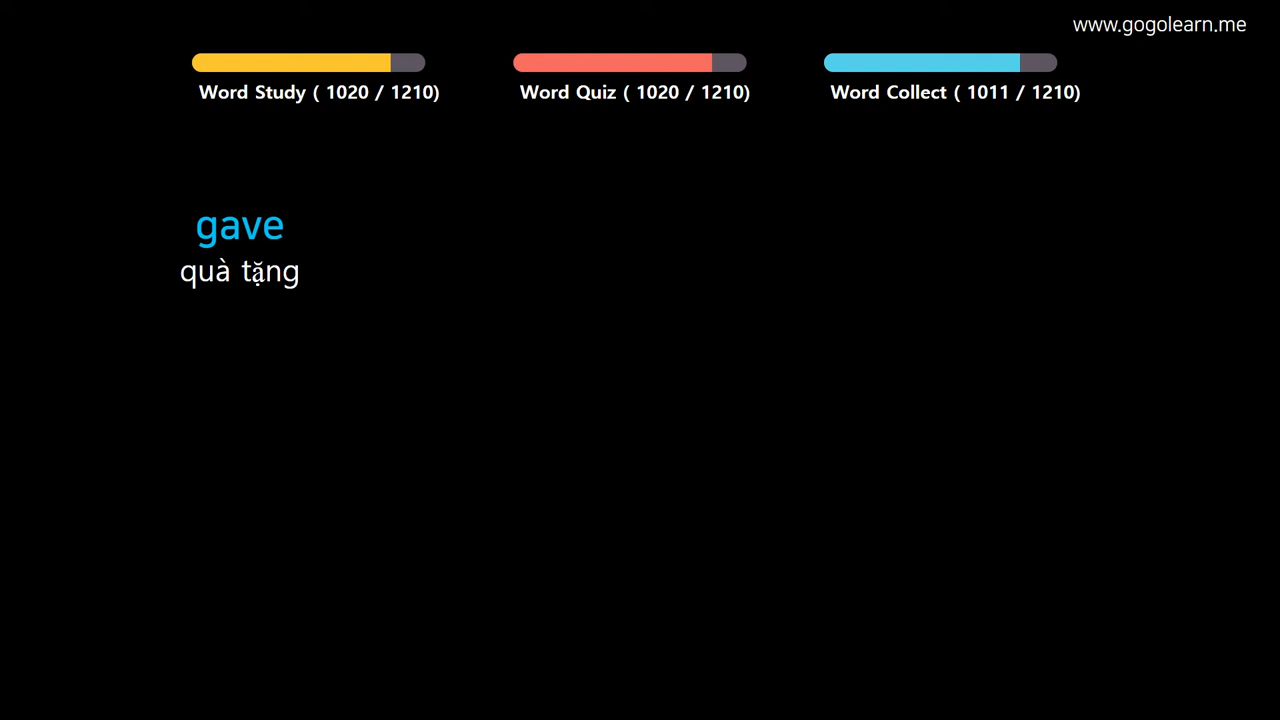 www.gogolearn.me
Word Study ( 1020 / 1210)
Word Quiz ( 1020 / 1210)
Word Collect ( 1011 / 1210)
gave
quà tặng